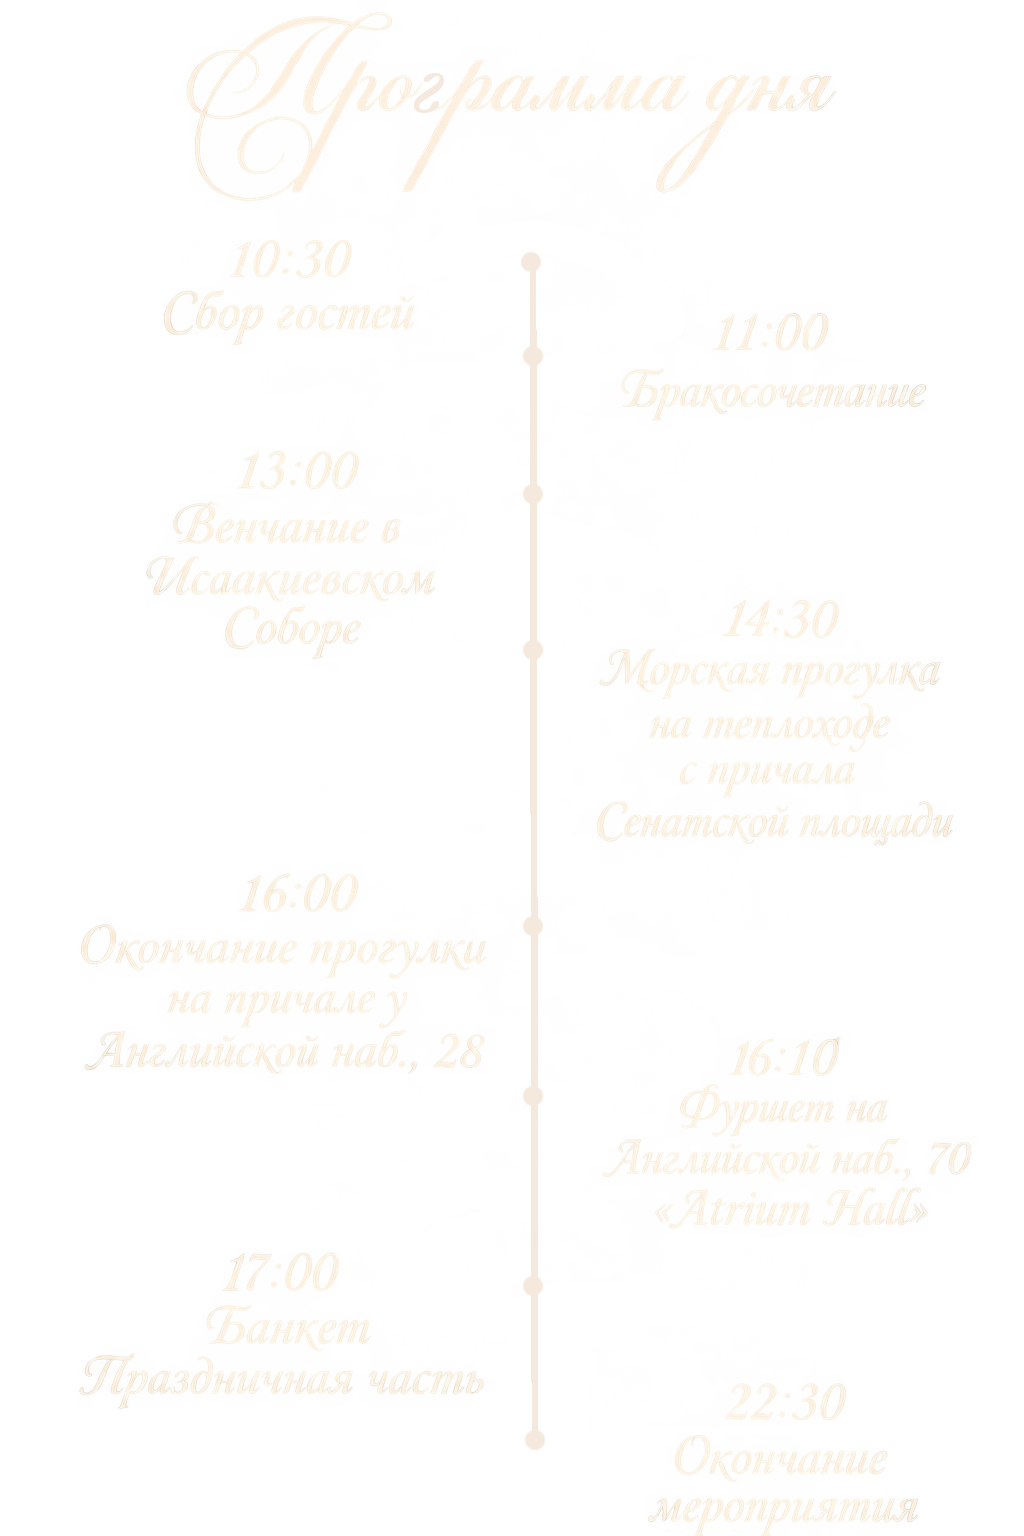 Программа дня
10:30
Сбор гостей
11:00
Бракосочетание
13:00
Венчание в
Исаакиевском
Соборе
14:30
Морская прогулка
на теплоходе
с причала
Сенатской площади
16:00
Окончание прогулки
на причале у
Английской наб., 28
16:10
Фуршет на
Английской наб., 70
«Atrium Hall»
17:00
Банкет
Праздничная часть
22:30
Окончание
мероприятия